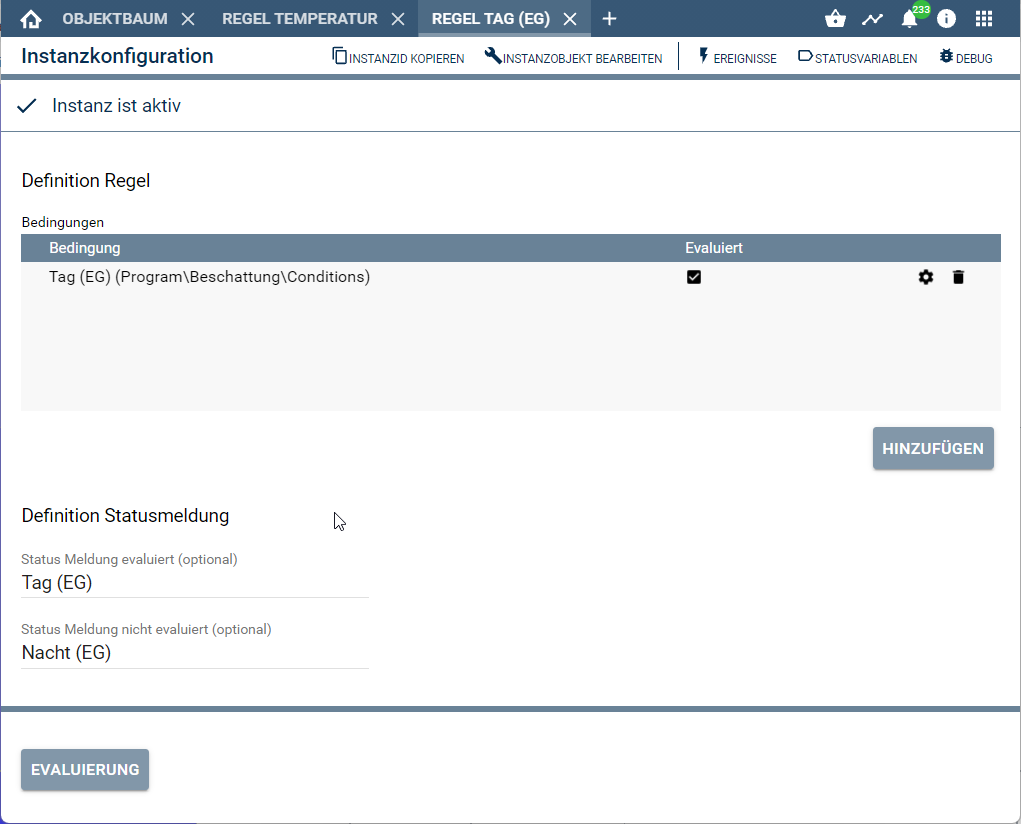 OBJEKTBAUM REGEL TEMPERATUR REGEL TAG (EG) 233
Instanzkonfiguration INSTANZID KOPIEREN INSTANZOBJEKT BEARBEITEN EREIGNISSE STATUSVARIABLEN DEBUG
Instanz ist aktiv
Definition Regel
Bedingungen
Bedingung Evaluiert
Tag (EG) (Program\Beschattung\Conditions)
HINZUFÜGEN
Definition Statusmeldung
Status Meldung evaluiert (optional)
Tag (EG)
Status Meldung nicht evaluiert (optional)
Nacht (EG)
EVALUIERUNG